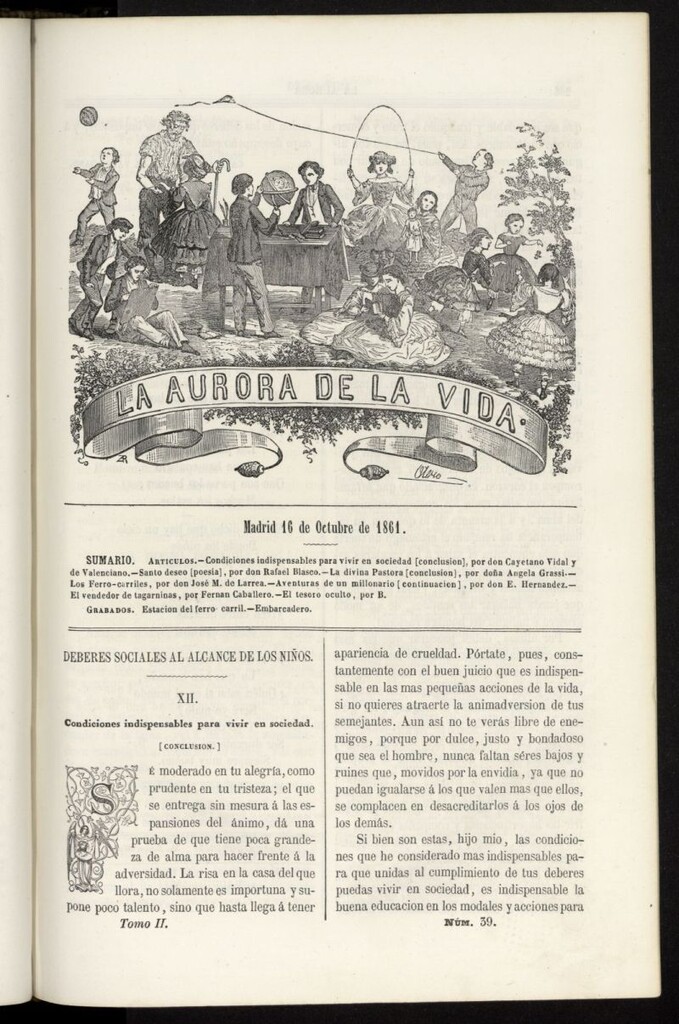 LA AURORA DE LA VIDA.
Madrid 16 de Octubre de 1861.
SUMARIO. ARTICULOS.—Condiciones indispensables para vivir en sociedad [conclusion], por don Cayetano Vidal y
de Valenciano.—Santo deseo [poesia], por don Rafael Blasco.—La divina Pastora [conclusion], por doña Angela Grassi.—
Los Ferro-carriles, por don José M. de Larrea.—Aventuras de un millonario [continuacion], por don E. Hernandez.—
El vendedor de tagarninas, por Fernan Caballero.—El tesoro oculto, por B.
GRABADOS. Estacion del ferro carril.—Embarcadero.
DEBERES SOCIALES AL ALCANCE DE LOS NIÑOS.
XII.
Condiciones indispensables para vivir en sociedad.
[CONCLUSION.]
SÉ moderado en tu alegría, como
prudente en tu tristeza; el que
se entrega sin mesura á las es-
pansiones del ánimo, dá una
prueba de que tiene poca grande-
za de alma para hacer frente á la
adversidad. La risa en la casa del que
llora, no solamente es importuna y su-
pone poco talento, sino que hasta llega á tener
Tomo II.
apariencia de crueldad. Pórtate, pues, cons-
tantemente con el buen juicio que es indispen-
sable en las mas pequeñas acciones de la vida,
si no quieres atraerte la animadversion de tus
semejantes. Aun así no te verás libre de ene-
migos, porque por dulce, justo y bondadoso
que sea el hombre, nunca faltan séres bajos y
ruines que, movidos por la envidia, ya que no
puedan igualarse á los que valen mas que ellos,
se complacen en desacreditarlos á los ojos de
los demás.
Si bien son estas, hijo mio, las condicio-
nes que he considerado mas indispensables pa-
ra que unidas al cumplimiento de tus deberes
puedas vivir en sociedad, es indispensable la
buena educacion en los modales y acciones para
NÚM. 39.